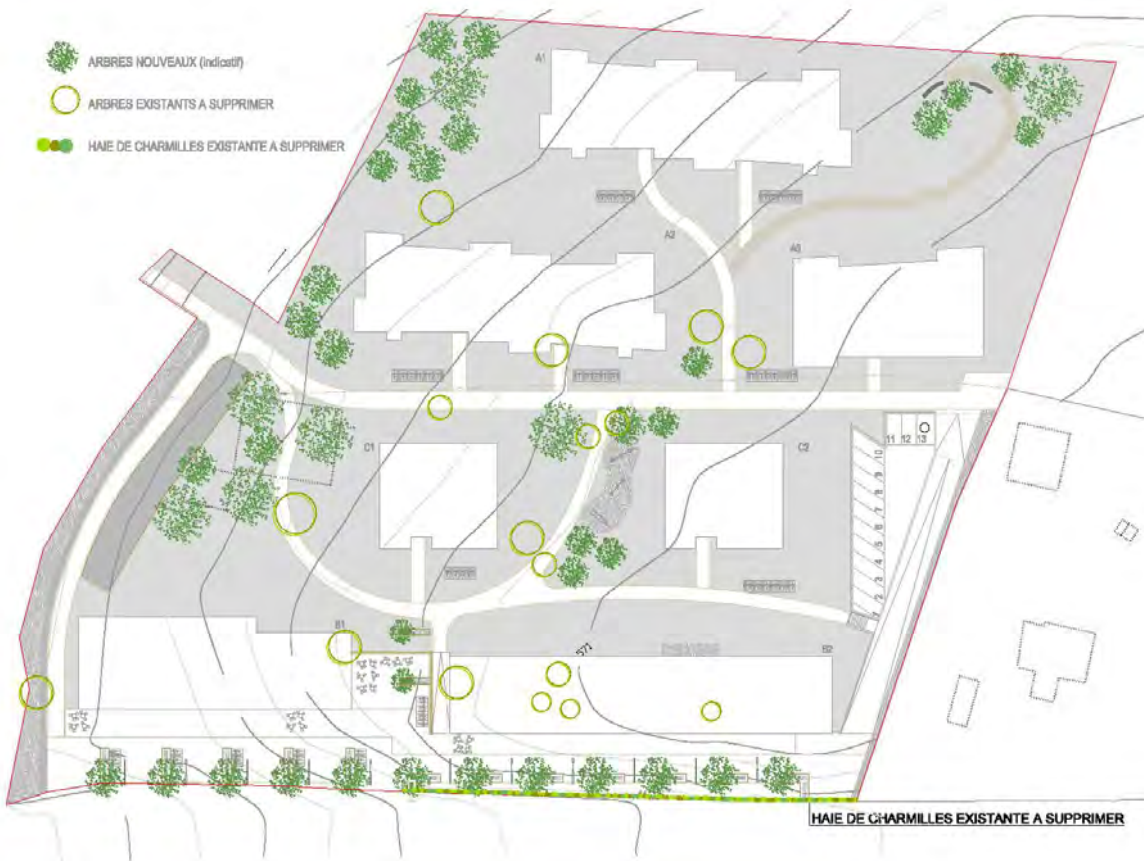 ARBRES NOUVEAUX (indicatif)
ARBRES EXISTANTS A SUPPRIMER
HAIE DE CHARMILLES EXISTANTE A SUPPRIMER
A1
A2
A3
C1
C2
11 12 13
10
9
8
7
6
5
4
3
2
1
B1
571
B2
HAIE DE CHARMILLES EXISTANTE A SUPPRIMER